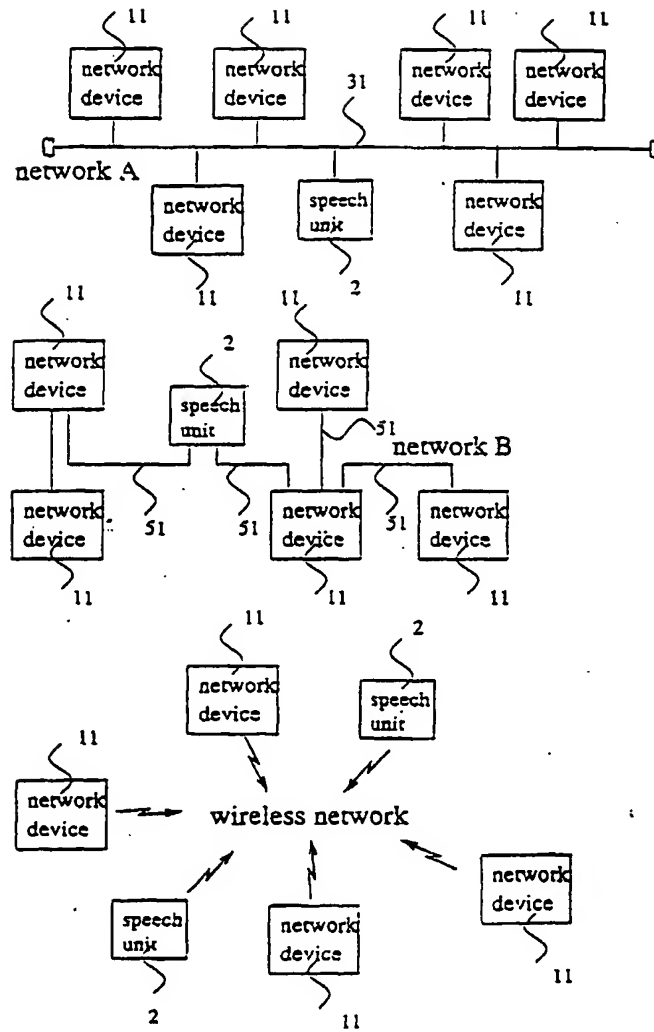 11 11 11 11
network network network network
device device device device
31
network A
network speech network
device unit device
11 2 11
11 2 11
network speech network
device unit device
51 network B
51 51 51
network network network
device device device
11 11 11
11 2
network speech
device unit
11
network
device
wireless network
network
device
speech network
unit device
11
2 11